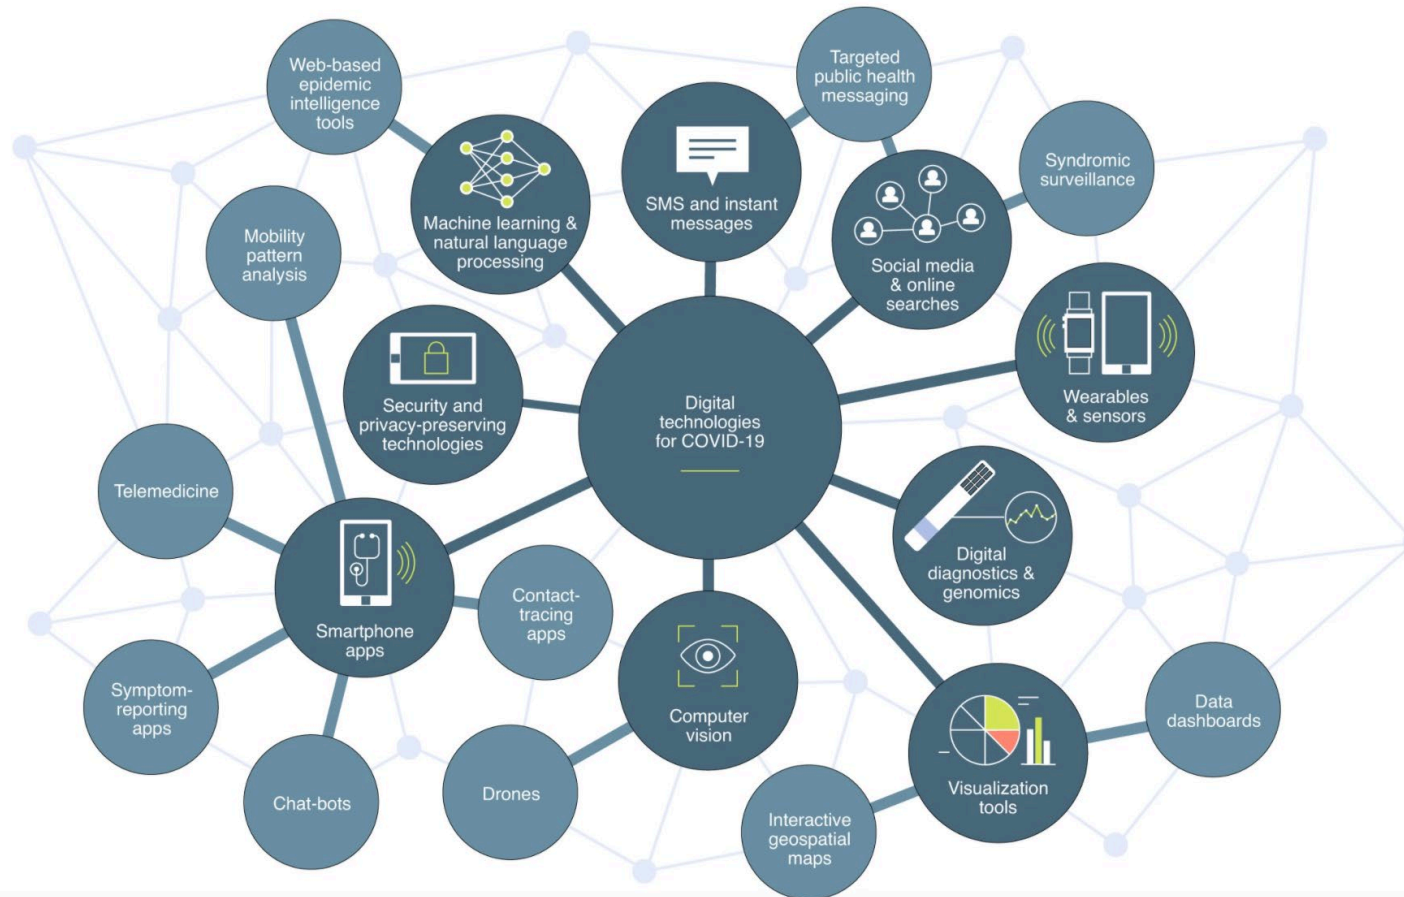 Web-based
epidemic
intelligence
tools
Targeted
public health
messaging
Syndromic
surveillance
SMS and instant
messages
Machine learning &
natural language
processing
Mobility
pattern
analysis
Social media
& online
searches
Wearables
& sensors
Security and
privacy-preserving
technologies
Digital
technologies
for COVID-19
Telemedicine
Digital
diagnostics &
genomics
Smartphone
apps
Contact-
tracing
apps
Symptom-
reporting
apps
Computer
vision
Data
dashboards
Chat-bots
Drones
Visualization
tools
Interactive
geospatial
maps